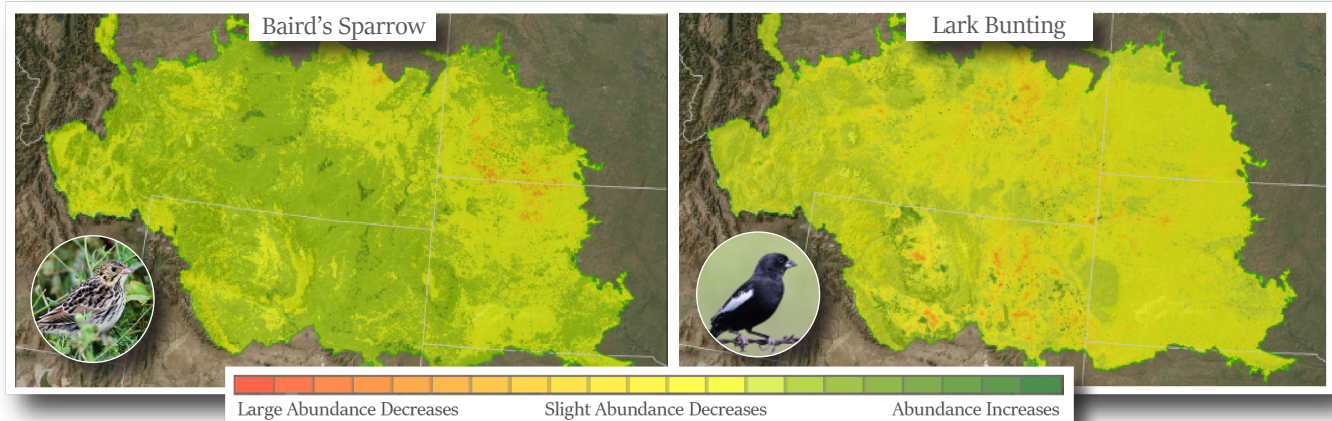 Baird's Sparrow
Lark Bunting
Large Abundance Decreases
Slight Abundance Decreases
Abundance Increases